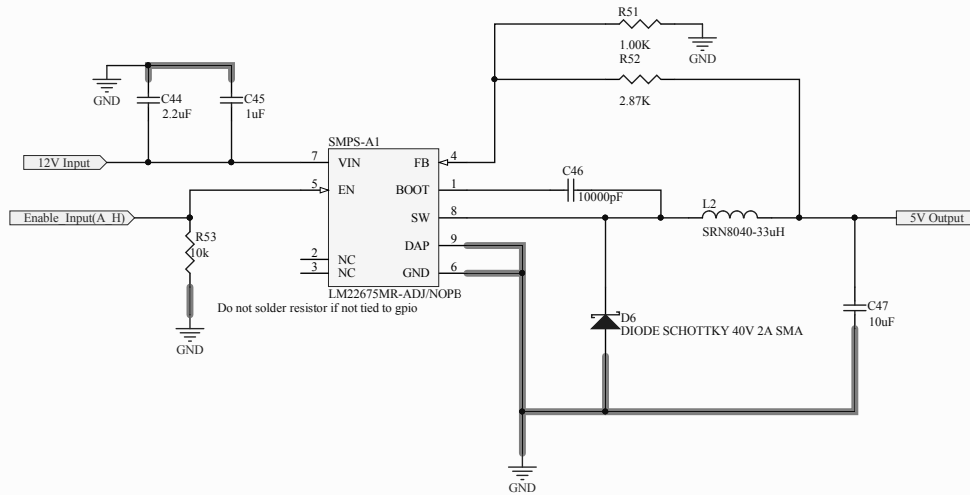 R51
1.00K
GND
R52
2.87K
GND
C44
2.2uF
C45
1uF
SMPS-A1
12V Input
7 VIN
FB 4
5 EN
BOOT 1
C46
10000pF
Enable_Input(A_H)
SW 8
L2
SRN8040-33uH
5V Output
R53
10k
DAP 9
2 NC
3 NC
GND 6
LM22675MR-ADJ/NOPB
Do not solder resistor if not tied to gpio
GND
D6
DIODE SCHOTTKY 40V 2A SMA
C47
10uF
GND